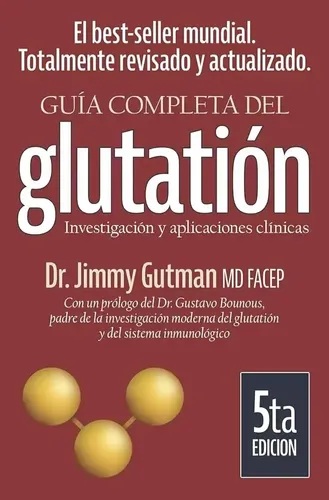 El best-seller mundial.
Totalmente revisado y actualizado.
GUÍA COMPLETA DEL
glutatión
Investigación y aplicaciones clínicas
Dr. Jimmy Gutman MD FACEP
Con un prólogo del Dr. Gustavo Bounous,
padre de la investigación moderna del glutatión
y del sistema inmunológico
5ta
EDICION